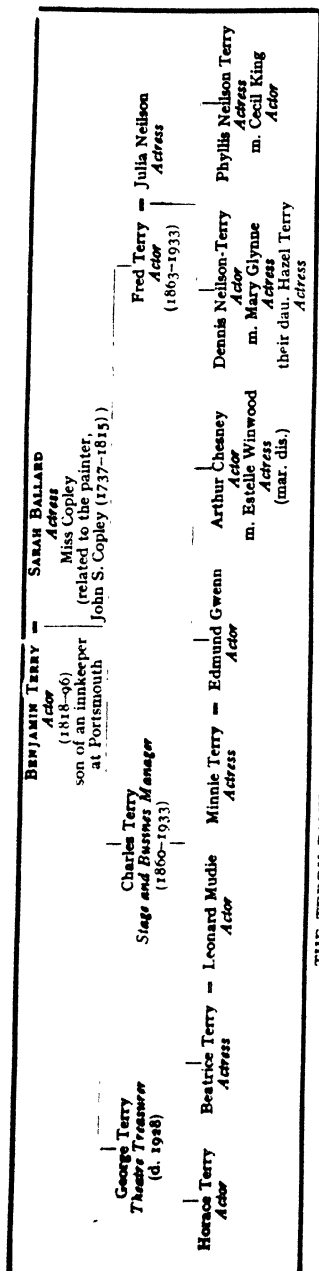 BENJAMIN TERRY = SARAH BALLARD
Actor
(1818–96)
son of an innkeeper
at Portsmouth
Actress
Miss Copley
(related to the painter,
John S. Copley (1737–1815))
George Terry
Theatre Treasurer
(d. 1928)
Charles Terry
Stage and Busines Manager
(1860–1933)
Fred Terry = Julia Neilson
Actor
(1863–1933)
Actress
Horace Terry
Actor
Beatrice Terry = Leonard Mudie
Actress
Actor
Minnie Terry = Edmund Gwenn
Actress
Actor
Arthur Chesney
Actor
m. Estelle Winwood
Actress
(mar. dis.)
Dennis Neilson-Terry
Actor
m. Mary Glynne
Actress
their dau. Hazel Terry
Actress
Phyllis Neilson Terry
Actress
m. Cecil King
Actor
THE TERRY